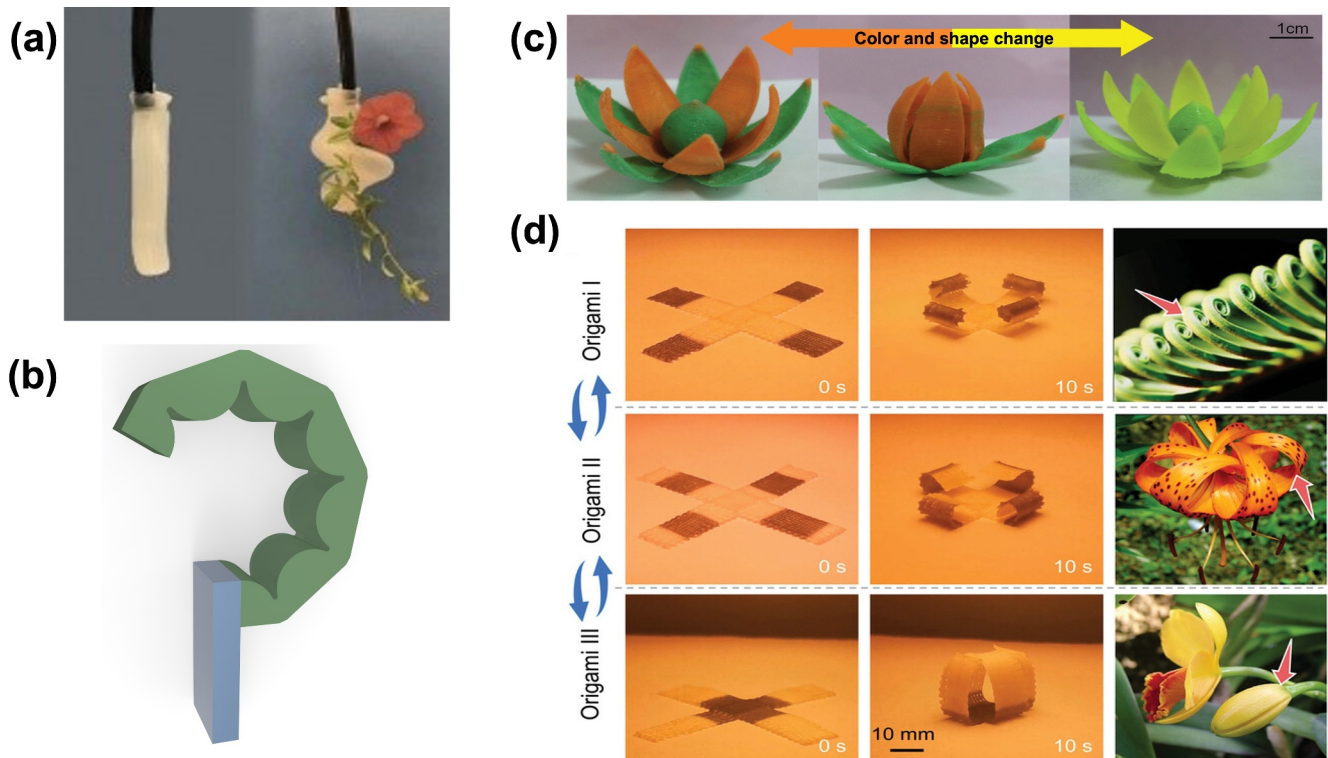 (a)
(b)
(c)
Color and shape change
1cm
(d)
Origami I
0 s
10 s
Origami II
0 s
10 s
Origami III
0 s
10 mm
10 s